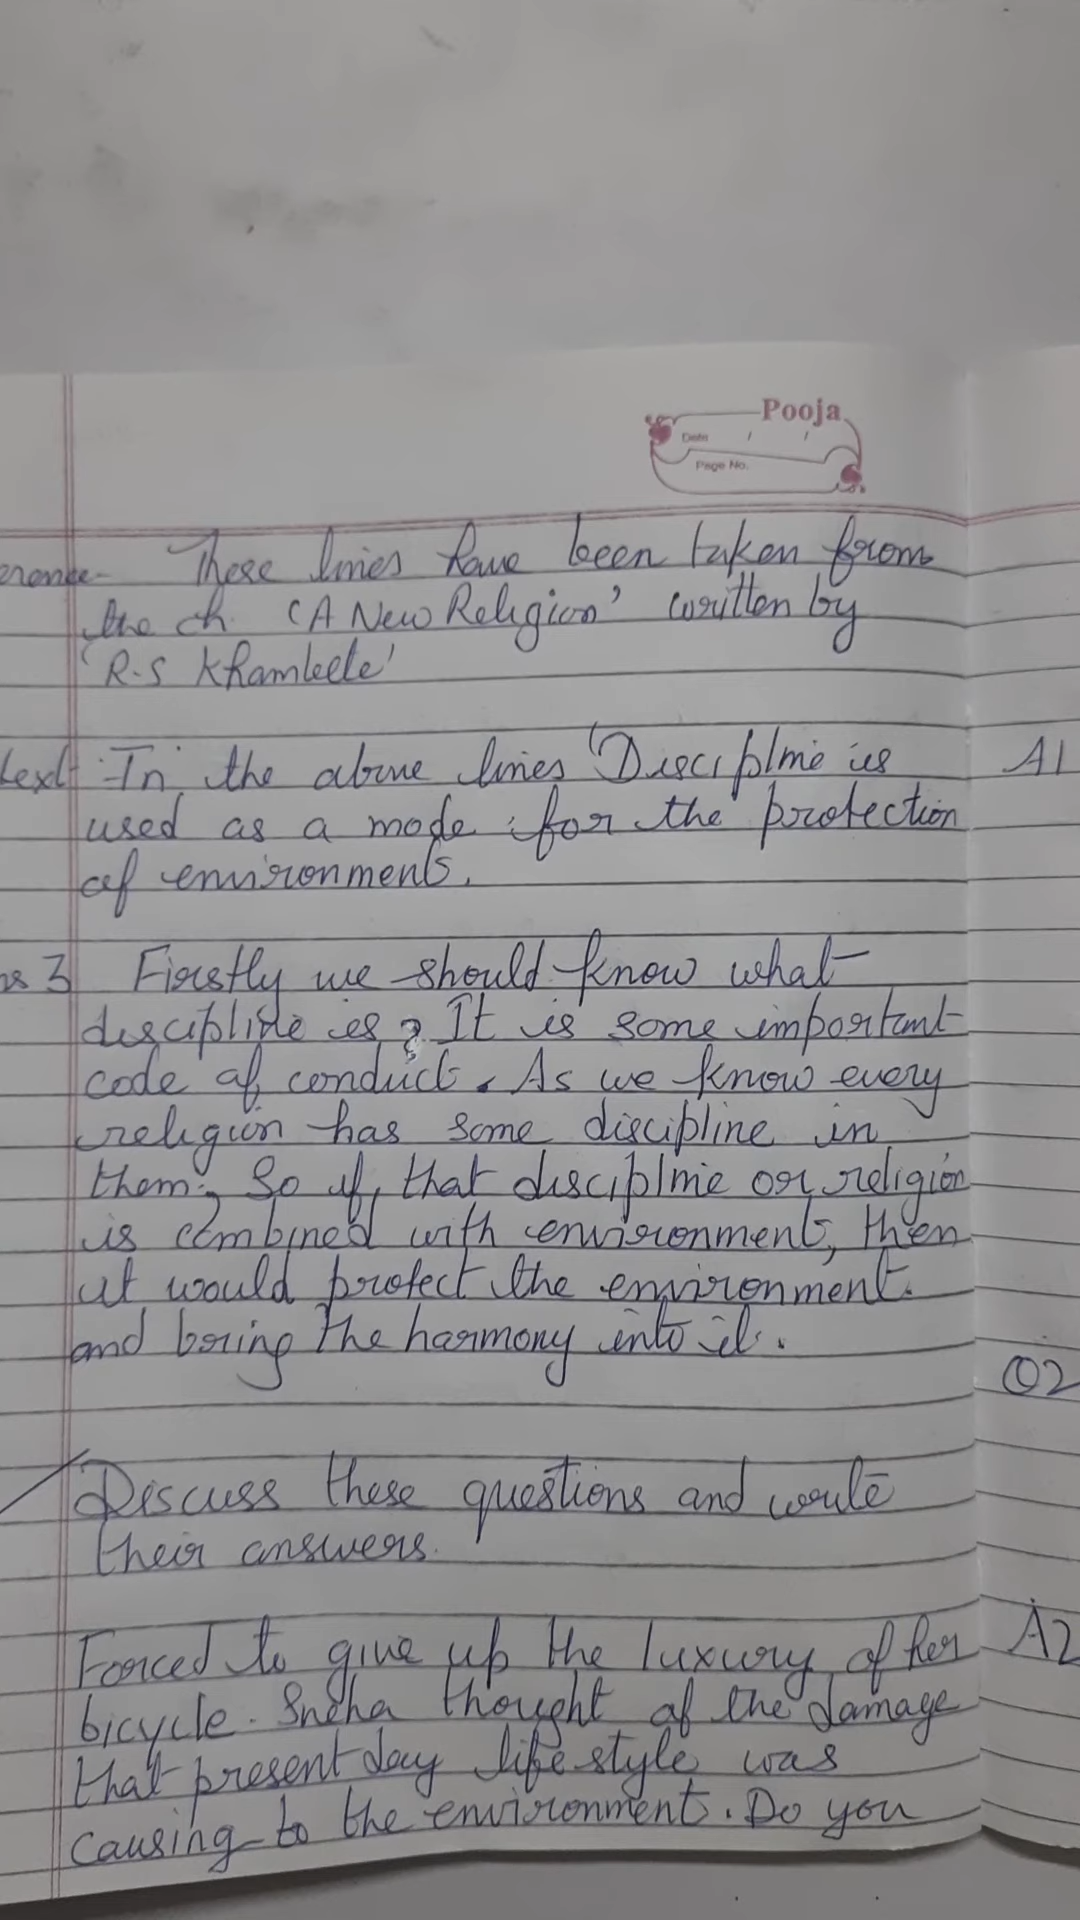 Pooja
Date / /
Page No.
erence- These lines have been taken from
the ch. 'A New Religion' written by
'R.S Khambete'
text- In the above lines 'Discipline is
used as a mode for the protection
of environment.
ns 3 Firstly we should know what
discipline is? It is some important
code of conduct. As we know every
religion has some discipline in
them. So if, that discipline or religion
is combined with environment, then
it would protect the environment.
and bring the harmony into it.
Discuss these questions and write
their answers.
Forced to give up the luxury of her
bicycle. Sneha thought of the damage
that present day life style was
causing to the environment. Do you
A1
Q2
A2